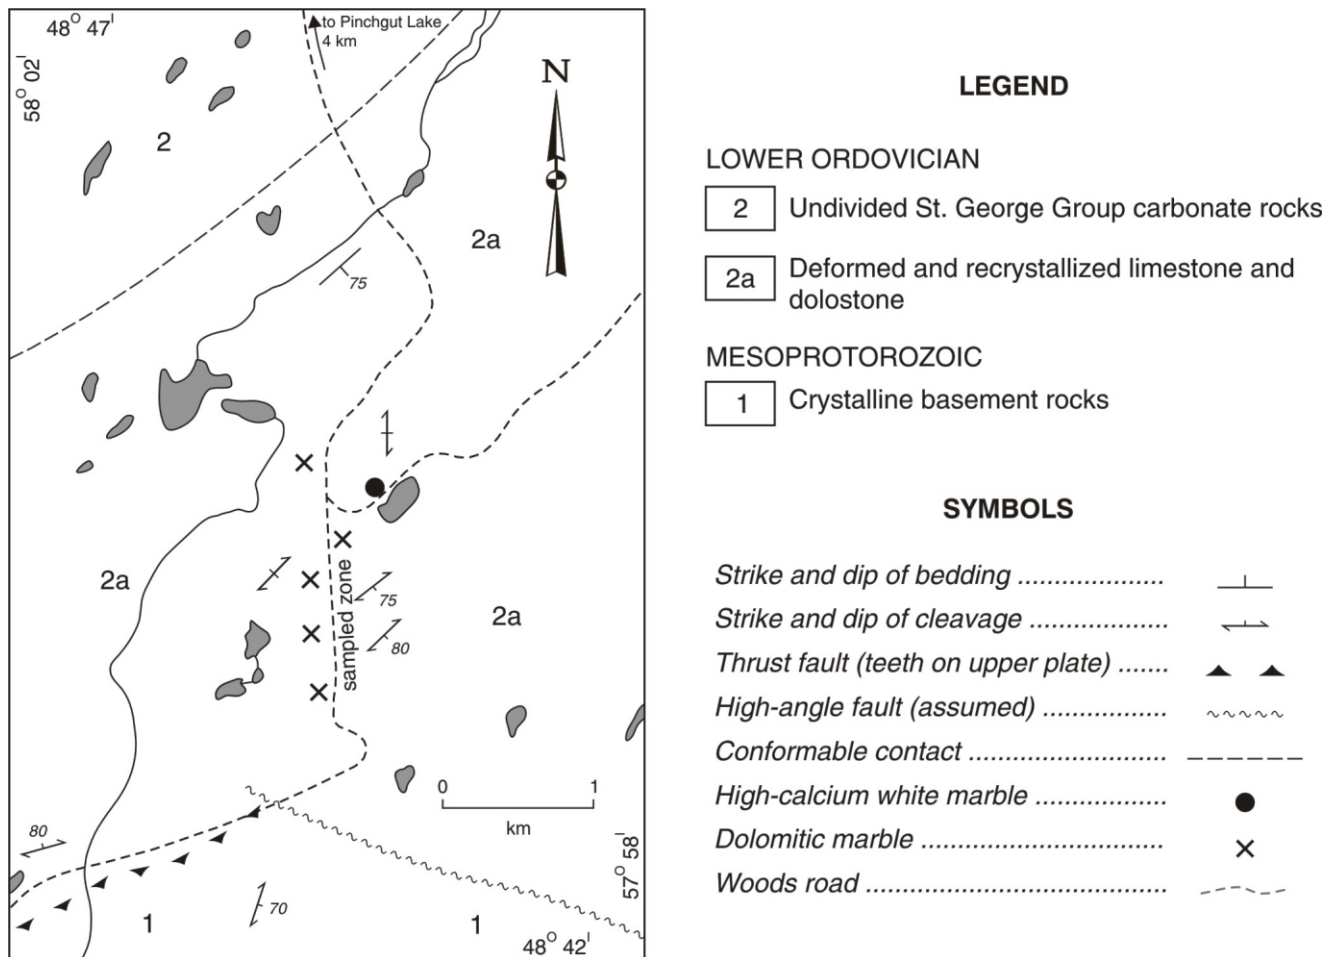 48° 47'
to Pinchgut Lake
4 km
58° 02'
N
2
2a
75
2a
sampled zone
75
80
2a
0 1
km
80
70
1
1
57° 58'
48° 42'
LEGEND
LOWER ORDOVICIAN
2 Undivided St. George Group carbonate rocks
2a Deformed and recrystallized limestone and
dolostone
MESOPROTOROZOIC
1 Crystalline basement rocks
SYMBOLS
Strike and dip of bedding .....................
Strike and dip of cleavage ...................
Thrust fault (teeth on upper plate) .......
High-angle fault (assumed) ..................
Conformable contact ............................
High-calcium white marble ...................
Dolomitic marble ...................................
Woods road ...........................................